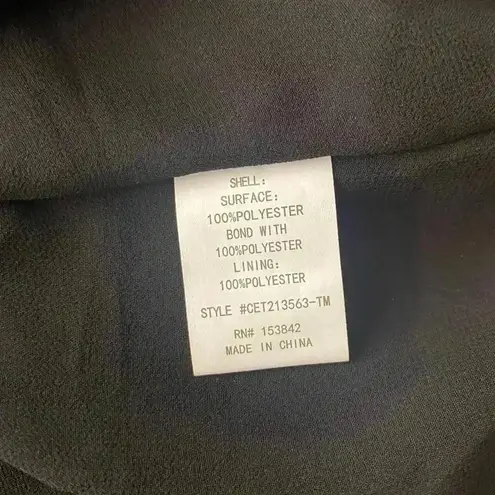 SHELL:
SURFACE:
100%POLYESTER
BOND WITH
100%POLYESTER
LINING:
100%POLYESTER
STYLE #CET213563-TM
RN# 153842
MADE IN CHINA